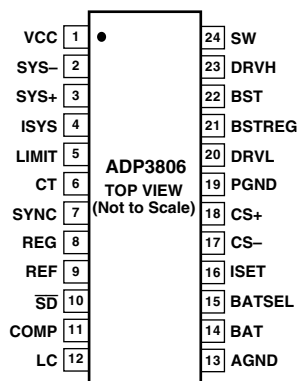 VCC 1 24 SW
SYS– 2 23 DRVH
SYS+ 3 22 BST
ISYS 4 21 BSTREG
LIMIT 5 20 DRVL
CT 6 19 PGND
SYNC 7 18 CS+
REG 8 17 CS–
REF 9 16 ISET
S̅D̅ 10 15 BATSEL
COMP 11 14 BAT
LC 12 13 AGND
ADP3806
TOP VIEW
(Not to Scale)